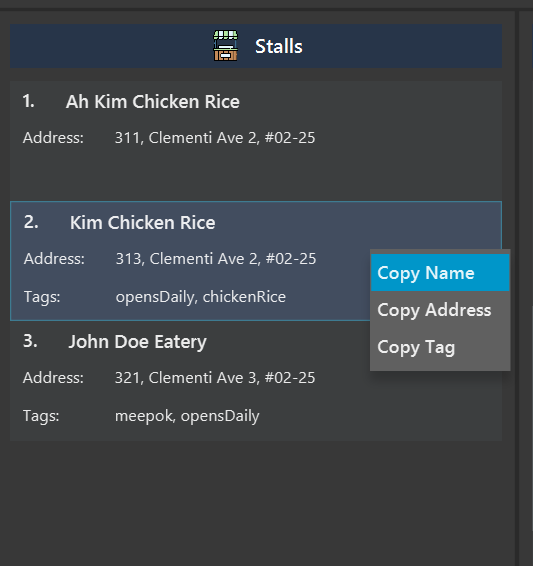 Stalls
1. Ah Kim Chicken Rice
Address: 311, Clementi Ave 2, #02-25
2. Kim Chicken Rice
Address: 313, Clementi Ave 2, #02-25
Copy Name
Tags: opensDaily, chickenRice
Copy Address
3. John Doe Eatery
Copy Tag
Address: 321, Clementi Ave 3, #02-25
Tags: meepok, opensDaily